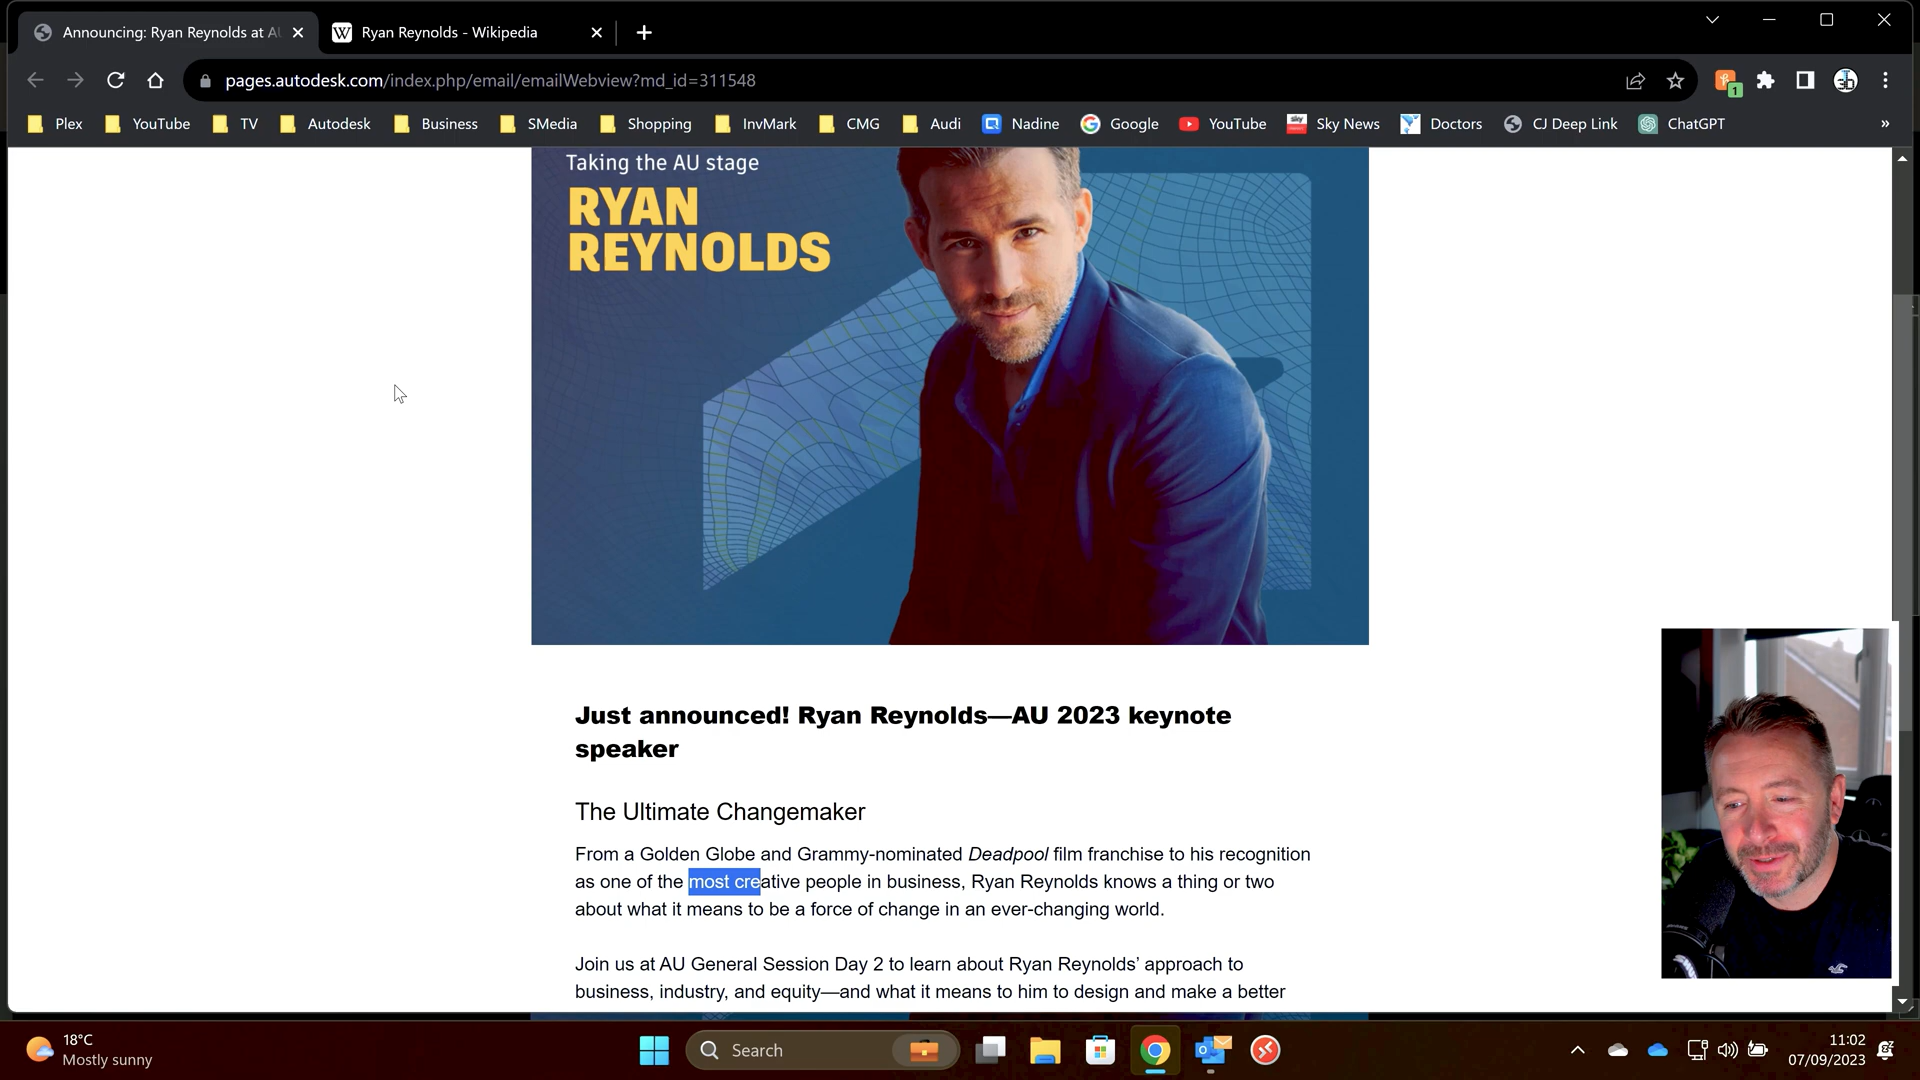 Announcing: Ryan Reynolds at AU
Ryan Reynolds - Wikipedia
pages.autodesk.com/index.php/email/emailWebview?md_id=311548
1
Plex
YouTube
TV
Autodesk
Business
SMedia
Shopping
InvMark
CMG
Audi
Nadine
Google
YouTube
Sky News
Doctors
CJ Deep Link
ChatGPT
»
Taking the AU stage
RYAN
REYNOLDS
Just announced! Ryan Reynolds—AU 2023 keynote
speaker
The Ultimate Changemaker
From a Golden Globe and Grammy-nominated Deadpool film franchise to his recognition
as one of the most creative people in business, Ryan Reynolds knows a thing or two
about what it means to be a force of change in an ever-changing world.
Join us at AU General Session Day 2 to learn about Ryan Reynolds’ approach to
business, industry, and equity—and what it means to him to design and make a better
18°C
Mostly sunny
Search
11:02
07/09/2023